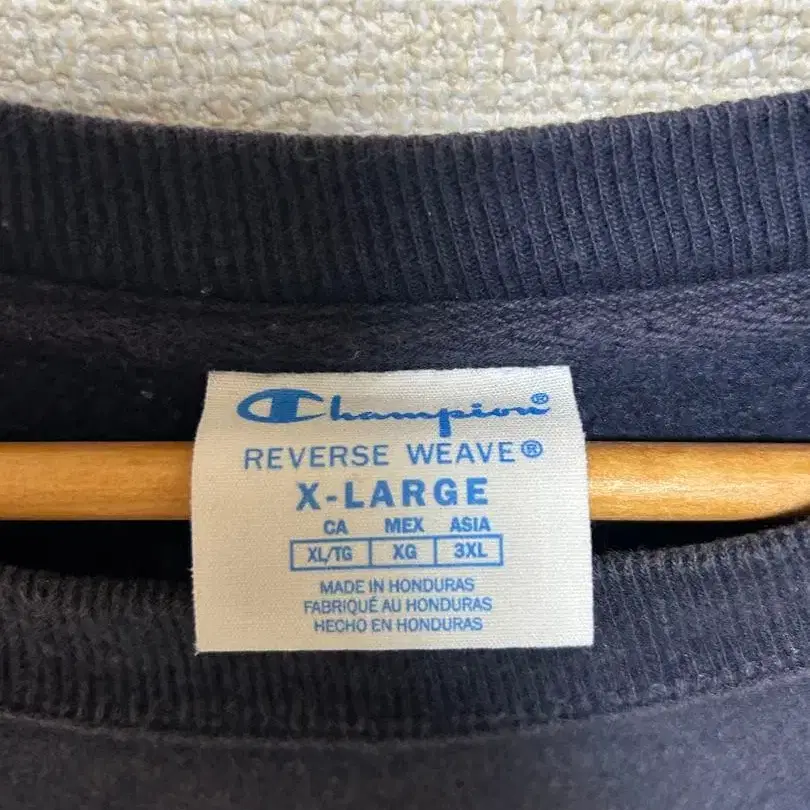 Champion®
REVERSE WEAVE®
X-LARGE
CA MEX ASIA
XL/TG XG 3XL
MADE IN HONDURAS
FABRIQUÉ AU HONDURAS
HECHO EN HONDURAS